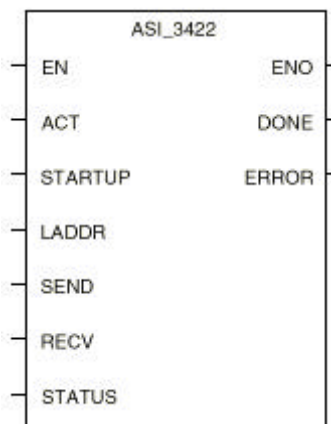 ASI_3422
EN ENO
ACT DONE
STARTUP ERROR
LADDR
SEND
RECV
STATUS